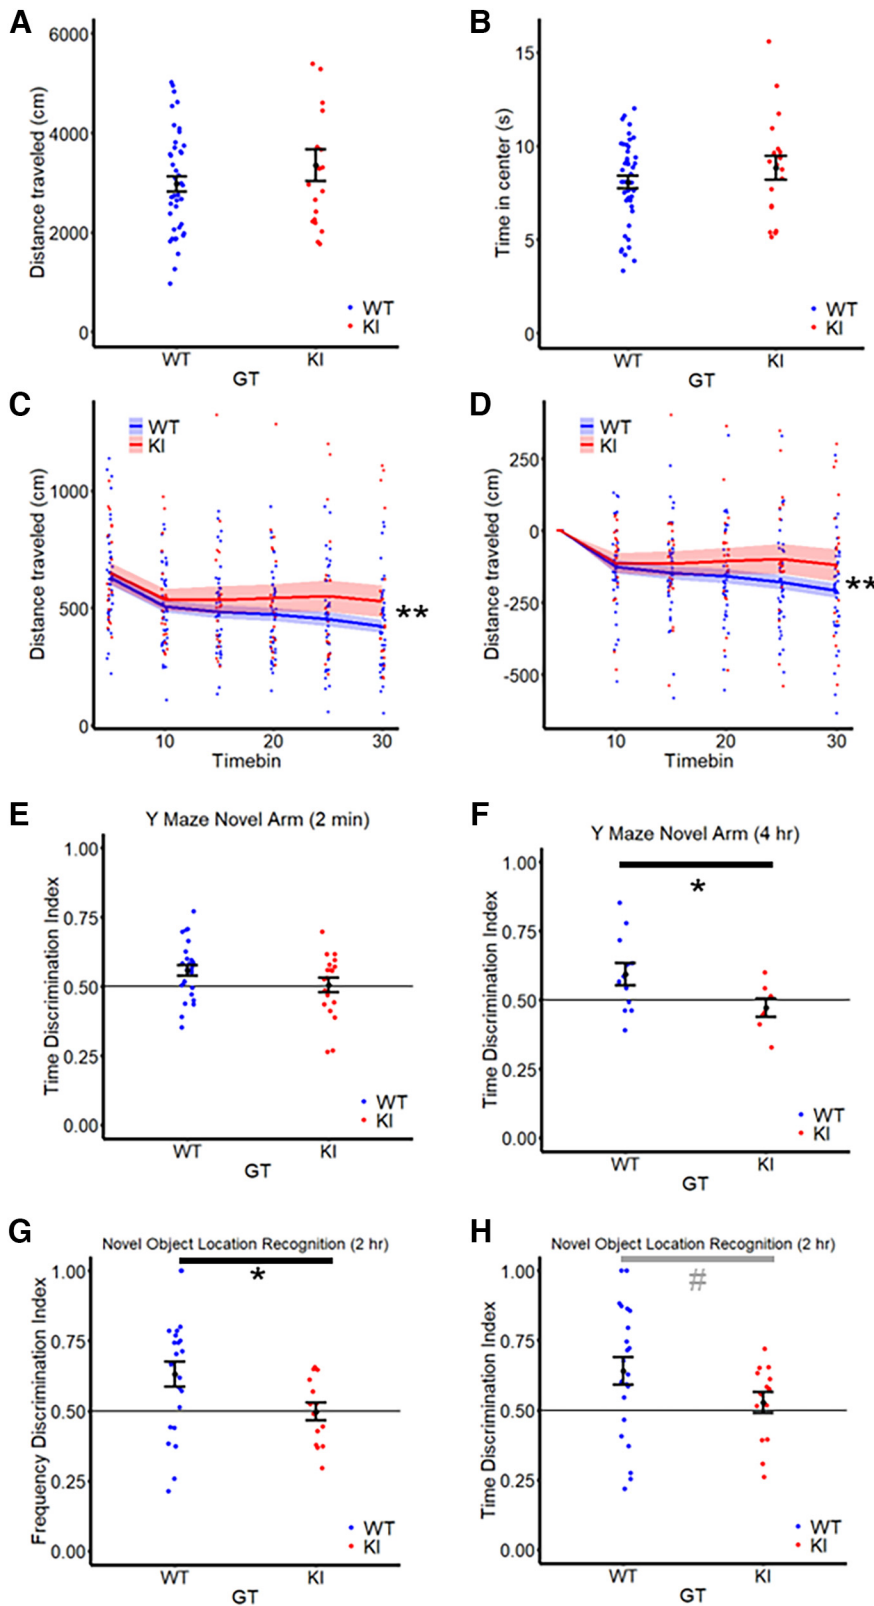 A
Distance traveled (cm)
6000
4000
2000
0
WT
KI
WT KI
GT
B
Time in center (s)
15
10
5
0
WT
KI
WT KI
GT
C
Distance traveled (cm)
1000
500
0
WT
KI
**
10 20 30
Timebin
D
Distance traveled (cm)
250
0
-250
-500
WT
KI
**
10 20 30
Timebin
E
Y Maze Novel Arm (2 min)
Time Discrimination Index
1.00
0.75
0.50
0.25
0.00
WT
KI
WT KI
GT
F
Y Maze Novel Arm (4 hr)
Time Discrimination Index
1.00
*
0.75
0.50
0.25
0.00
WT
KI
WT KI
GT
G
Novel Object Location Recognition (2 hr)
Frequency Discrimination Index
1.00
*
0.75
0.50
0.25
0.00
WT
KI
WT KI
GT
H
Novel Object Location Recognition (2 hr)
Time Discrimination Index
1.00
#
0.75
0.50
0.25
0.00
WT
KI
WT KI
GT